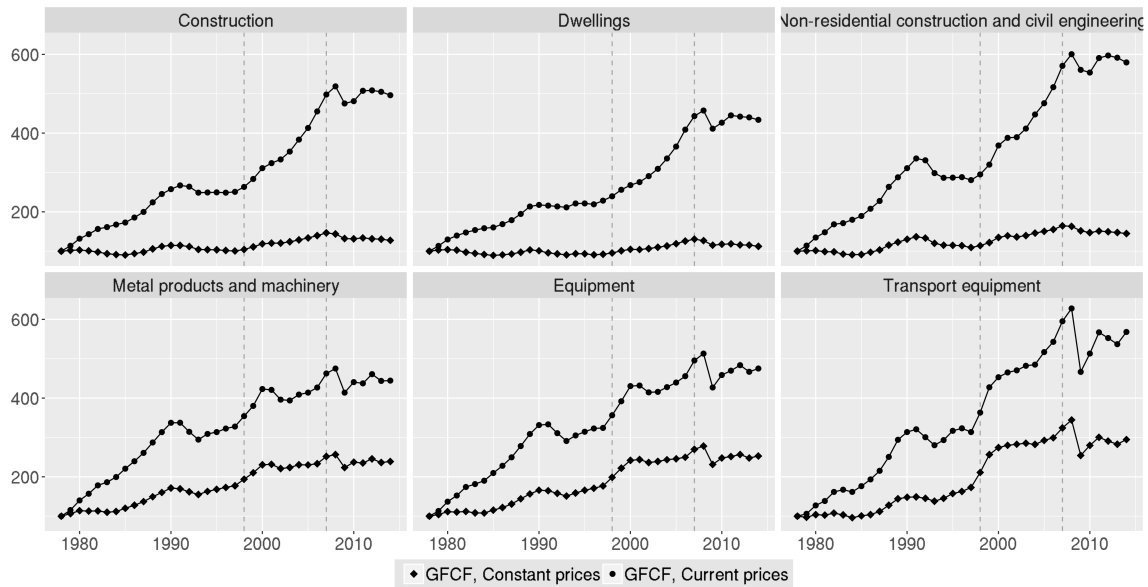 Construction
Dwellings
Non-residential construction and civil engineering
600
400
200
Metal products and machinery
Equipment
Transport equipment
600
400
200
1980 1990 2000 2010 1980 1990 2000 2010 1980 1990 2000 2010
GFCF, Constant prices GFCF, Current prices